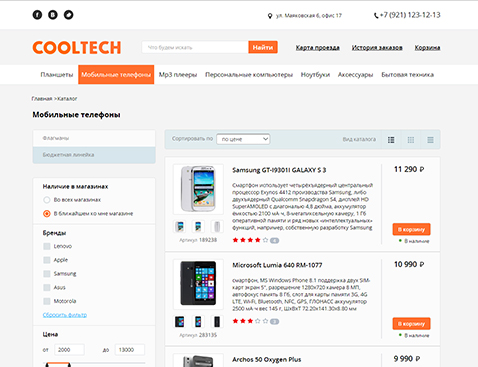 ул. Маяковская 6, офис 17
+7 (921) 123-12-13
COOLTECH
Что будем искать
Найти
Карта проезда
История заказов
Корзина
Планшеты
Мобильные телефоны
Mp3 плееры
Персональные компьютеры
Ноутбуки
Аксессуары
Бытовая техника
Главная >Каталог
Мобильные телефоны
Флагманы
Бюджетная линейка
Наличие в магазинах
Во всех магазинах
В ближайшем ко мне магазине
Бренды
Lenovo
Apple
Samsung
Asus
Motorola
Сбросить фильтр
Цена
от 2000 до 13000
Сортировать по по цене
Вид каталога
Samsung GT-I9301I GALAXY S 3
Смартфон использует четырёхъядерный центральный
процессор Exynos 4412 производства Samsung, либо
двухъядерный Qualcomm Snapdragon S4, дисплей HD
SuperAMOLED с диагональю 4,8 дюйма, аккумулятор
емкостью 2100 мА·ч, 8-мегапиксельную камеру, 1 Гб
оперативной памяти и ряд новых «интеллектуальных»
функций, например, собственную разработку Samsung
Артикул 189238
11 290 ₽
В корзину
В наличии
Microsoft Lumia 640 RM-1077
смартфон, MS Windows Phone 8.1 поддержка двух SIM-
карт экран 5", разрешение 1280x720 камера 8 МП,
автофокус память 8 Гб, слот для карты памяти 3G, 4G
LTE, Wi-Fi, Bluetooth, NFC, GPS, ГЛОНАСС аккумулятор
2500 мА⋅ч вес 145 г, ШxВxТ 72.20x141.30x8.80 мм
Артикул 283135
10 990 ₽
В корзину
В наличии
Archos 50 Oxygen Plus
9 990 ₽